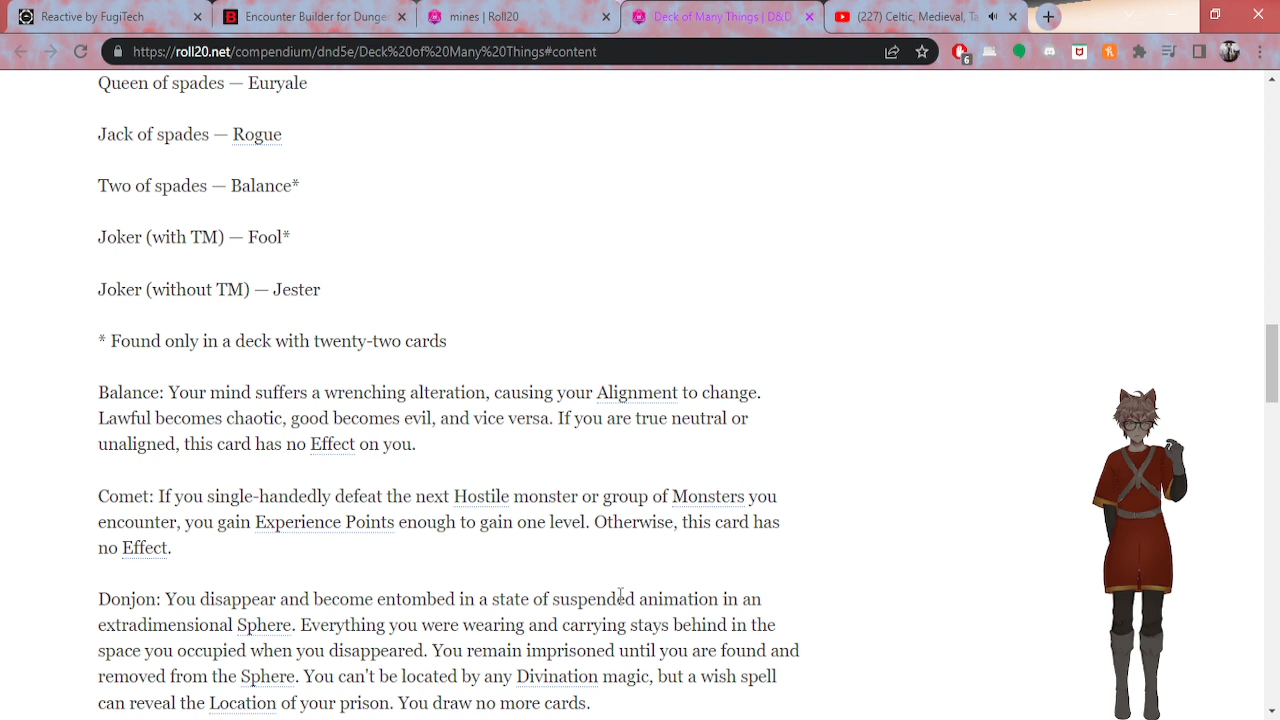 Reactive by FugiTech
Encounter Builder for Dunge
mines | Roll20
Deck of Many Things | D&D
(227) Celtic, Medieval, Ta
https://roll20.net/compendium/dnd5e/Deck%20of%20Many%20Things#content
6
Queen of spades — Euryale
Jack of spades — Rogue
Two of spades — Balance*
Joker (with TM) — Fool*
Joker (without TM) — Jester
* Found only in a deck with twenty-two cards
Balance: Your mind suffers a wrenching alteration, causing your Alignment to change.
Lawful becomes chaotic, good becomes evil, and vice versa. If you are true neutral or
unaligned, this card has no Effect on you.
Comet: If you single-handedly defeat the next Hostile monster or group of Monsters you
encounter, you gain Experience Points enough to gain one level. Otherwise, this card has
no Effect.
Donjon: You disappear and become entombed in a state of suspended animation in an
extradimensional Sphere. Everything you were wearing and carrying stays behind in the
space you occupied when you disappeared. You remain imprisoned until you are found and
removed from the Sphere. You can't be located by any Divination magic, but a wish spell
can reveal the Location of your prison. You draw no more cards.